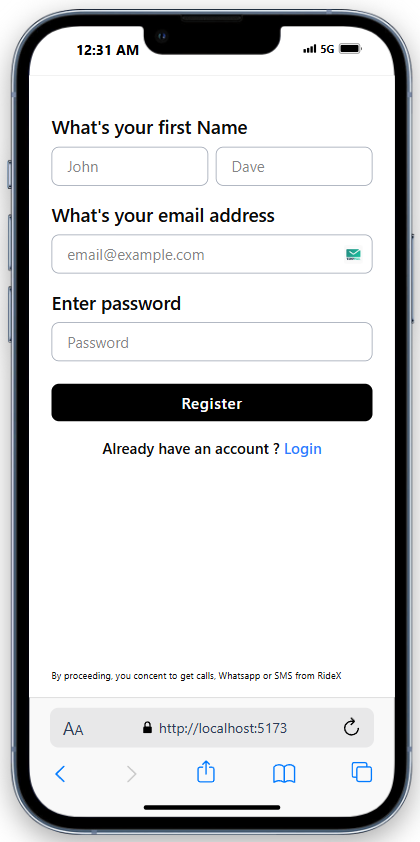 12:31 AM 5G
What's your first Name
John Dave
What's your email address
email@example.com
Enter password
Password
Register
Already have an account ? Login
By proceeding, you concent to get calls, Whatsapp or SMS from RideX
AA http://localhost:5173